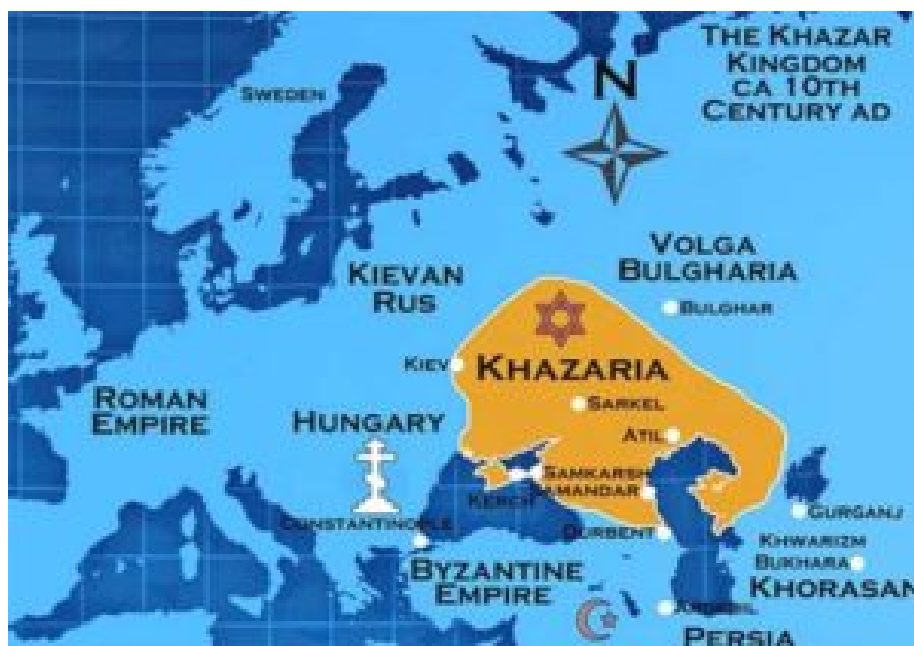 THE KHAZAR
KINGDOM
CA 10TH
CENTURY AD
N
SWEDEN
VOLGA
BULGHARIA
KIEVAN
RUS
BULGHAR
KIEV
KHAZARIA
ROMAN
EMPIRE
SARKEL
HUNGARY
ATIL
SAMKARSH
KERCH
AMANDAR
GURGANJ
CONSTANTINOPLE
DURBENT
KHWARIZM
BUKHARA
BYZANTINE
EMPIRE
KHORASAN
PERSIA